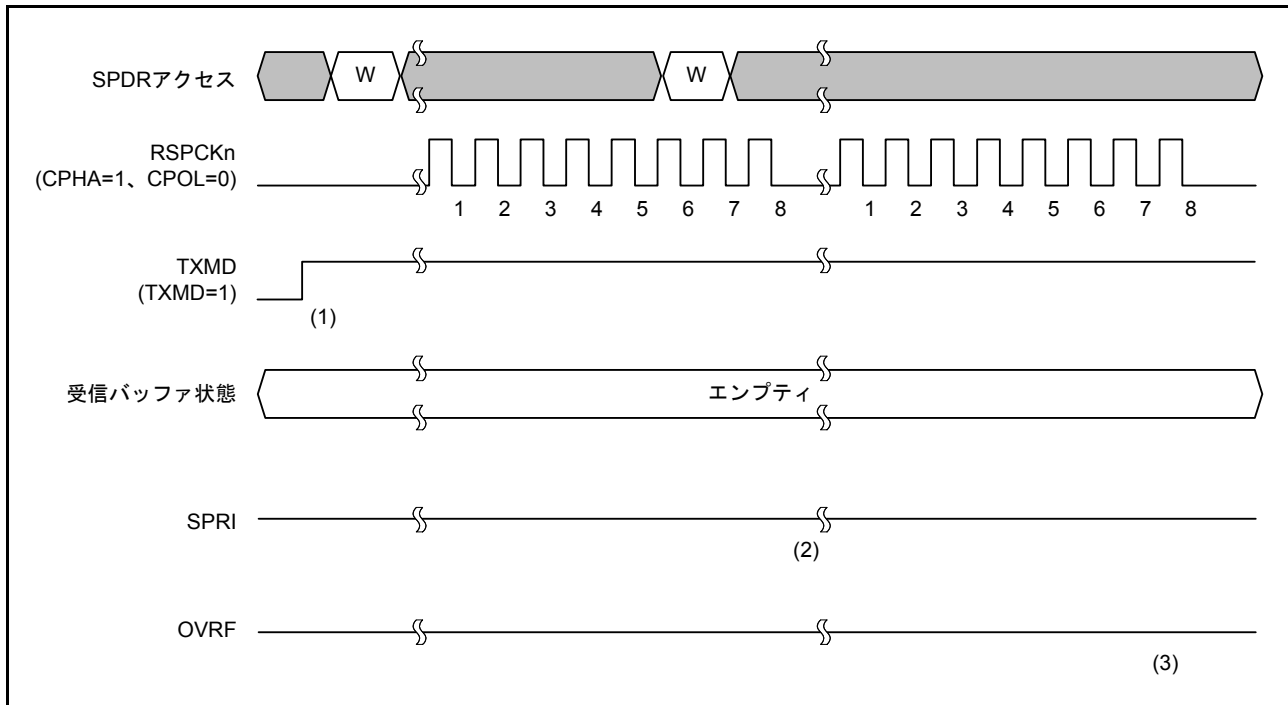 SPDRアクセス
W
W
RSPCKn
(CPHA=1、CPOL=0)
1 2 3 4 5 6 7 8
1 2 3 4 5 6 7 8
TXMD
(TXMD=1)
(1)
受信バッファ状態
エンプティ
SPRI
(2)
OVRF
(3)